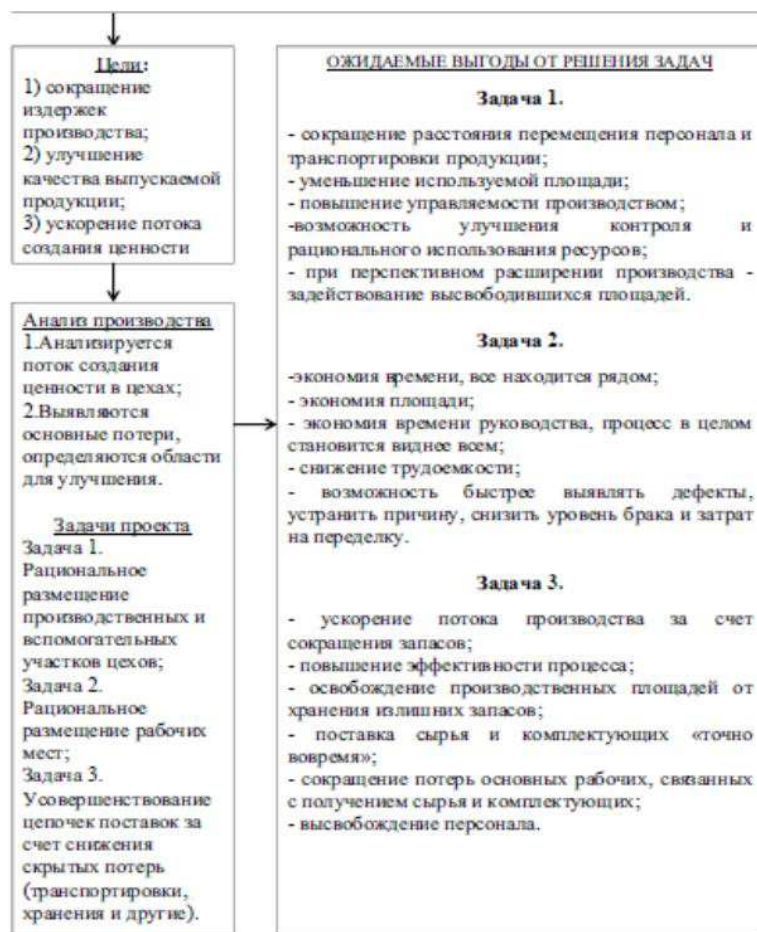 Цели:
1) сокращение
издержек
производства;
2) улучшение
качества выпускаемой
продукции;
3) ускорение потока
создания ценности
Анализ производства
1.Анализируется
поток создания
ценности в цехах;
2.Выявляются
основные потери,
определяются области
для улучшения.
Задачи проекта
Задача 1.
Рациональное
размещение
производственных и
вспомогательных
участков цехов;
Задача 2.
Рациональное
размещение рабочих
мест;
Задача 3.
Усовершенствование
цепочек поставок за
счет снижения
скрытых потерь
(транспортировки,
хранения и другие).
ОЖИДАЕМЫЕ ВЫГОДЫ ОТ РЕШЕНИЯ ЗАДАЧ
Задача 1.
- сокращение расстояния перемещения персонала и
транспортировки продукции;
- уменьшение используемой площади;
- повышение управляемости производством;
-возможность улучшения контроля и
рационального использования ресурсов;
- при перспективном расширении производства -
задействование высвободившихся площадей.
Задача 2.
-экономия времени, все находится рядом;
- экономия площади;
- экономия времени руководства, процесс в целом
становится виднее всем;
- снижение трудоемкости;
- возможность быстрее выявлять дефекты,
устранить причину, снизить уровень брака и затрат
на переделку.
Задача 3.
- ускорение потока производства за счет
сокращения запасов;
- повышение эффективности процесса;
- освобождение производственных площадей от
хранения излишних запасов;
- поставка сырья и комплектующих «точно
вовремя»;
- сокращение потерь основных рабочих, связанных
с получением сырья и комплектующих;
- высвобождение персонала.